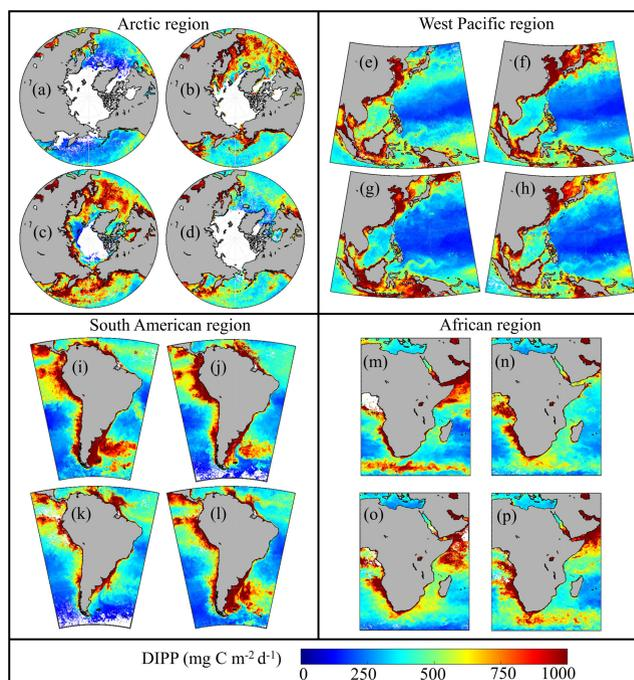 Arctic region
West Pacific region
(a)
(b)
(e)
(f)
(c)
(d)
(g)
(h)
South American region
African region
(i)
(j)
(m)
(n)
(k)
(l)
(o)
(p)
DIPP (mg C m⁻² d⁻¹)
0 250 500 750 1000